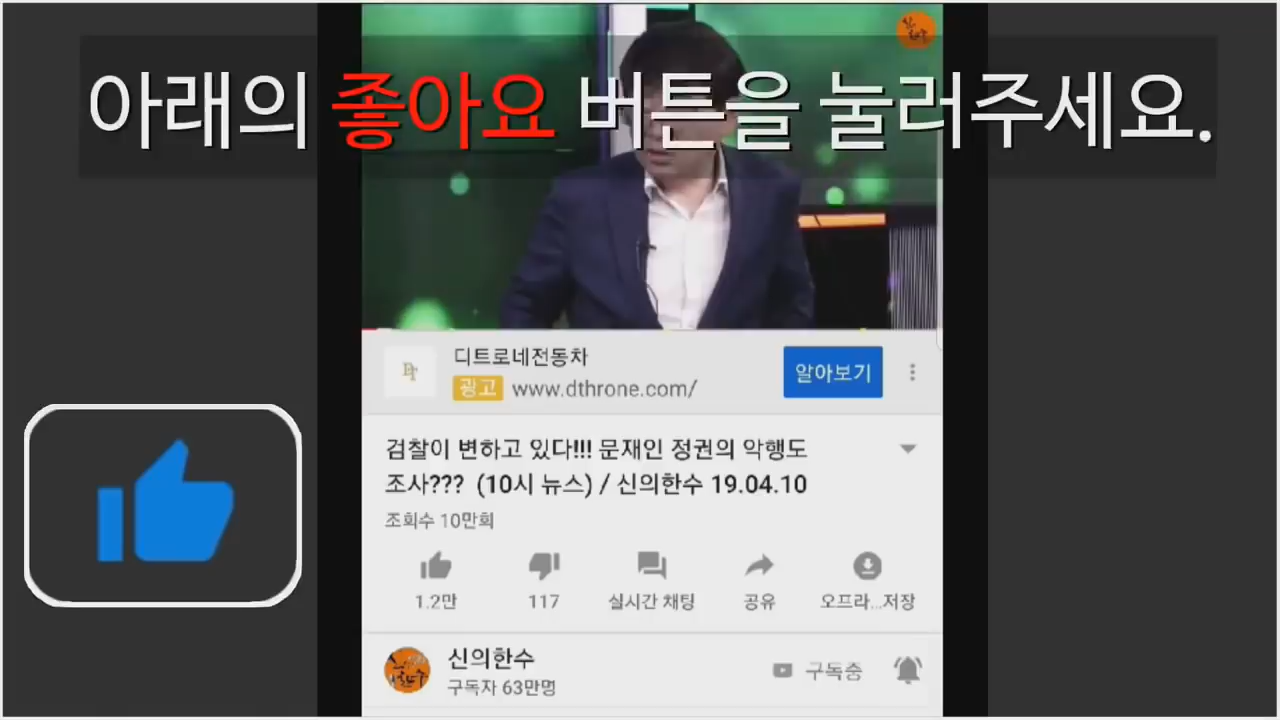 아래의 좋아요 버튼을 눌러주세요.
디트로네전동차
광고 www.dthrone.com/
알아보기
검찰이 변하고 있다!!! 문재인 정권의 악행도
조사??? (10시 뉴스) / 신의한수 19.04.10
조회수 10만회
1.2만 117 실시간 채팅 공유 오프라...저장
신의한수
구독자 63만명
구독중